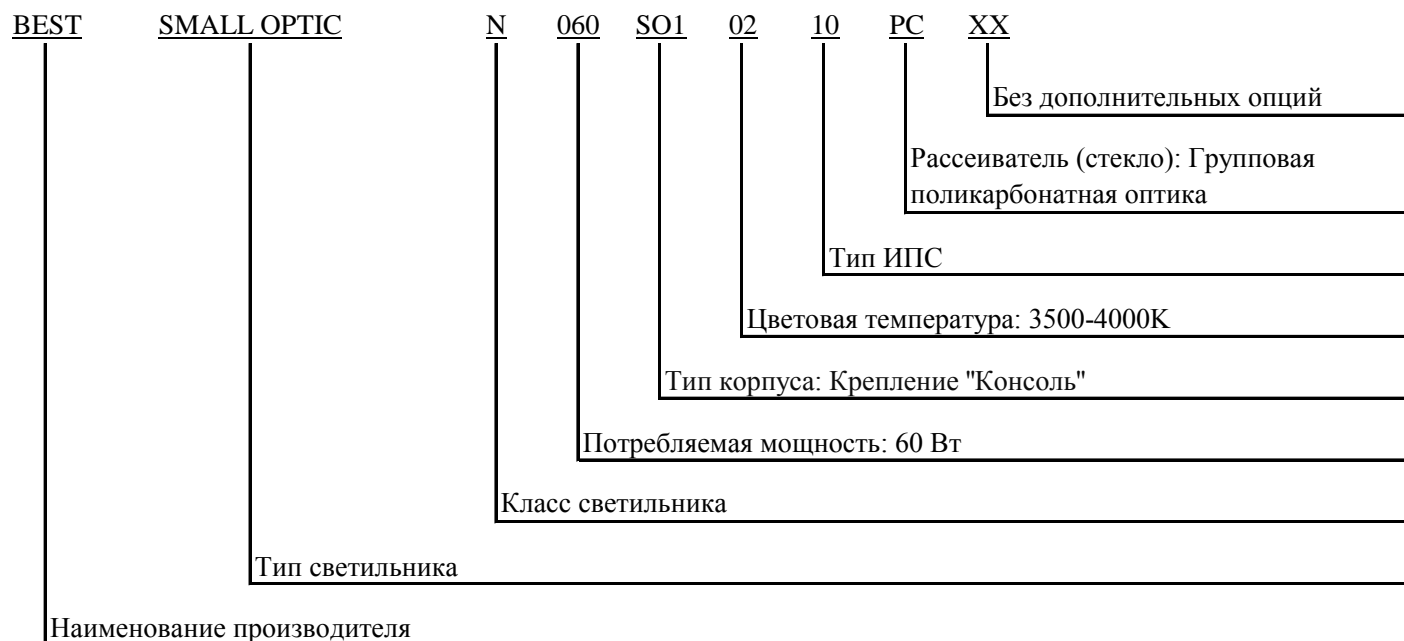 BEST SMALL OPTIC N 060 SO1 02 10 PC XX
Без дополнительных опций
Рассеиватель (стекло): Групповая
поликарбонатная оптика
Тип ИПС
Цветовая температура: 3500-4000K
Тип корпуса: Крепление "Консоль"
Потребляемая мощность: 60 Вт
Класс светильника
Тип светильника
Наименование производителя